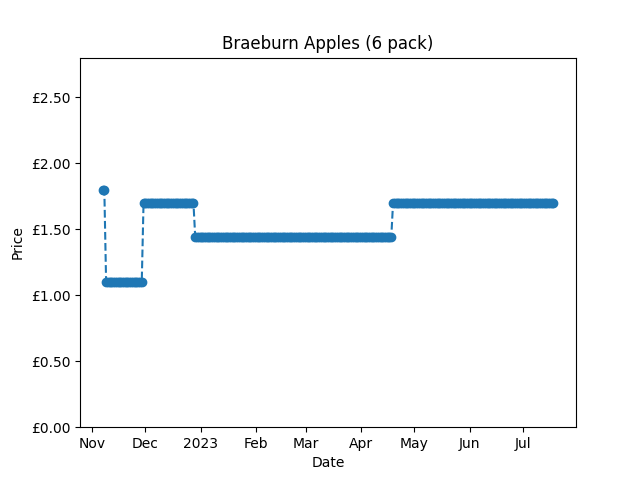 Braeburn Apples (6 pack)
£2.50
£2.00
£1.50
£1.00
£0.50
£0.00
Price
Nov Dec 2023 Feb Mar Apr May Jun Jul
Date